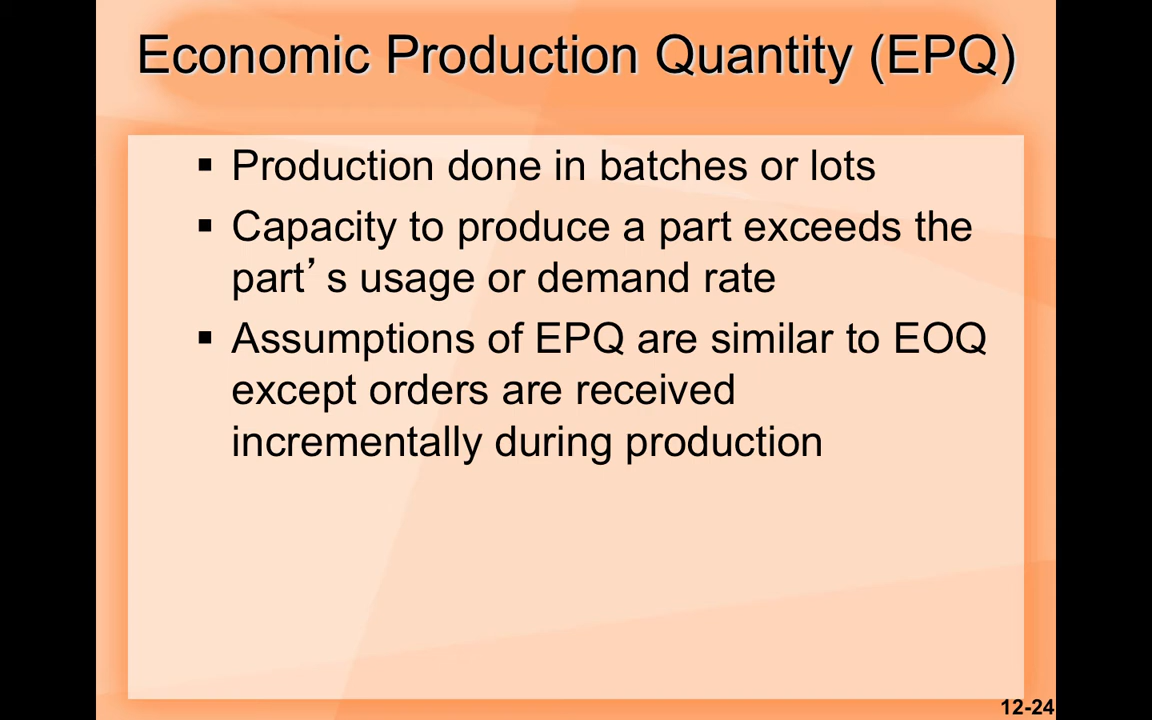 Economic Production Quantity (EPQ)
▪ Production done in batches or lots
▪ Capacity to produce a part exceeds the
part’s usage or demand rate
▪ Assumptions of EPQ are similar to EOQ
except orders are received
incrementally during production
12-24